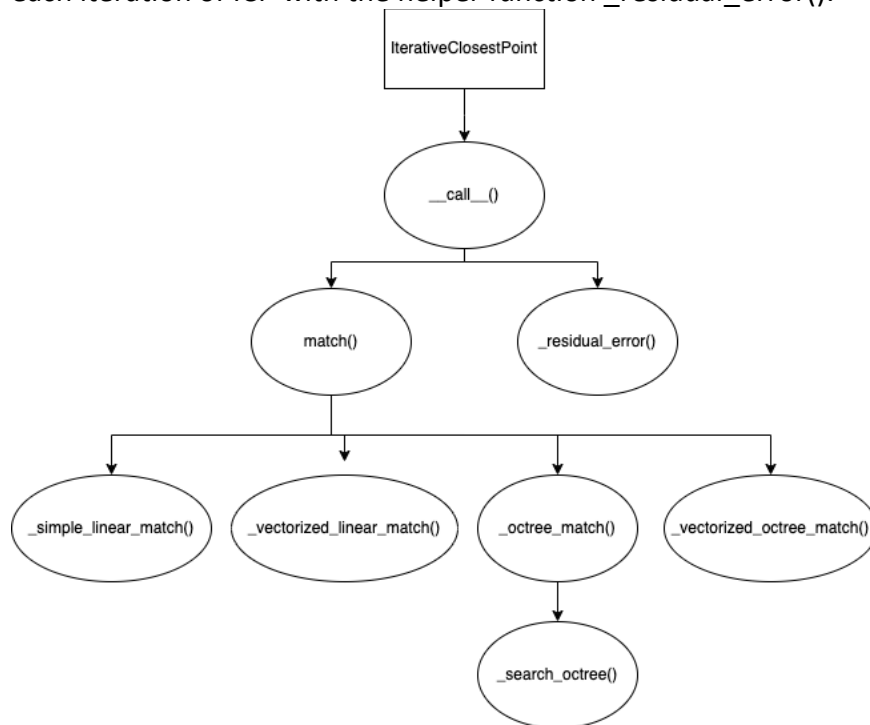 each iteration of ICP with the helper function _residual_error().
IterativeClosestPoint
__call__()
match()
_residual_error()
_simple_linear_match()
_vectorized_linear_match()
_octree_match()
_vectorized_octree_match()
_search_octree()